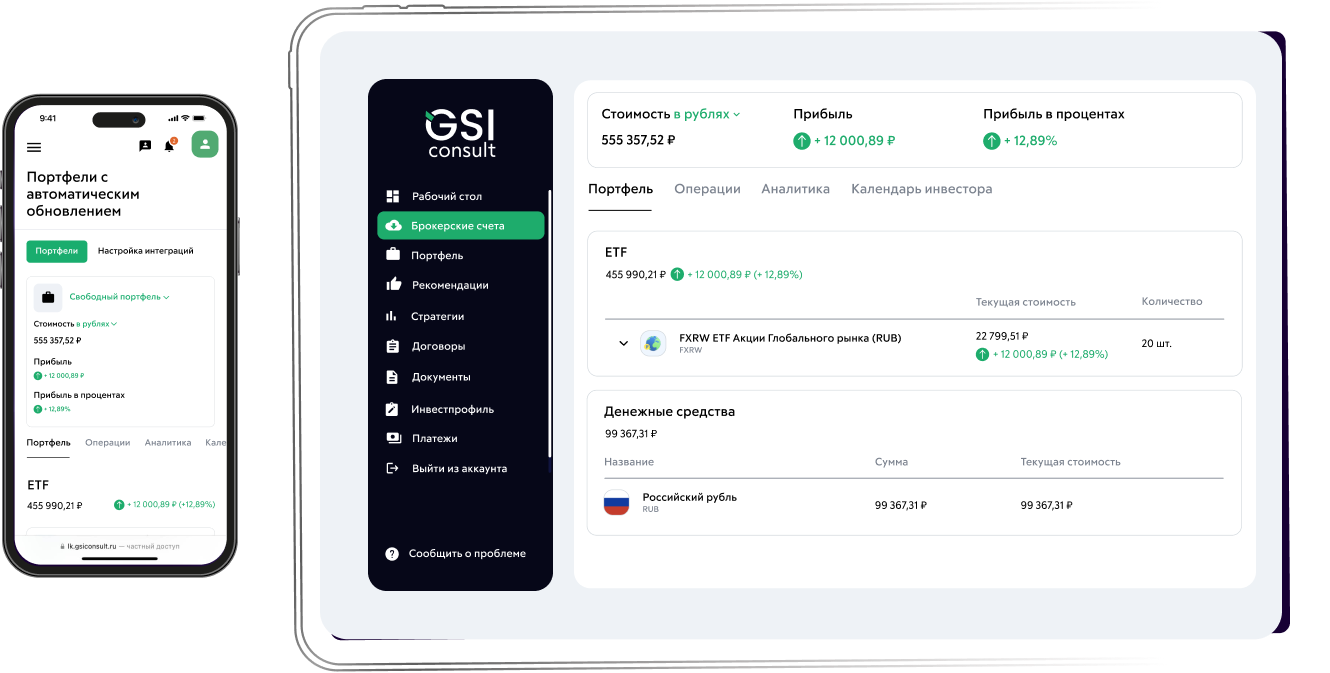 9:41
2
Портфели с
автоматическим
обновлением
Портфели
Настройка интеграций
Свободный портфель
Стоимость в рублях
555 357,52 ₽
Прибыль
+ 12 000,89 ₽
Прибыль в процентах
+ 12,89%
Портфель Операции Аналитика Кале
ETF
455 990,21 ₽ + 12 000,89 ₽ (+12,89%)
lk.gsiconsult.ru — частный доступ
GSI
consult
Рабочий стол
Брокерские счета
Портфель
Рекомендации
Стратегии
Договоры
Документы
Инвестпрофиль
Платежи
Выйти из аккаунта
? Сообщить о проблеме
Стоимость в рублях Прибыль Прибыль в процентах
555 357,52 ₽ + 12 000,89 ₽ + 12,89%
Портфель Операции Аналитика Календарь инвестора
ETF
455 990,21 ₽ + 12 000,89 ₽ (+ 12,89%)
Текущая стоимость Количество
FXRW ETF Акции Глобального рынка (RUB)
FXRW
22 799,51 ₽
+ 12 000,89 ₽ (+ 12,89%)
20 шт.
Денежные средства
99 367,31 ₽
Название Сумма Текущая стоимость
Российский рубль
RUB
99 367,31 ₽ 99 367,31 ₽